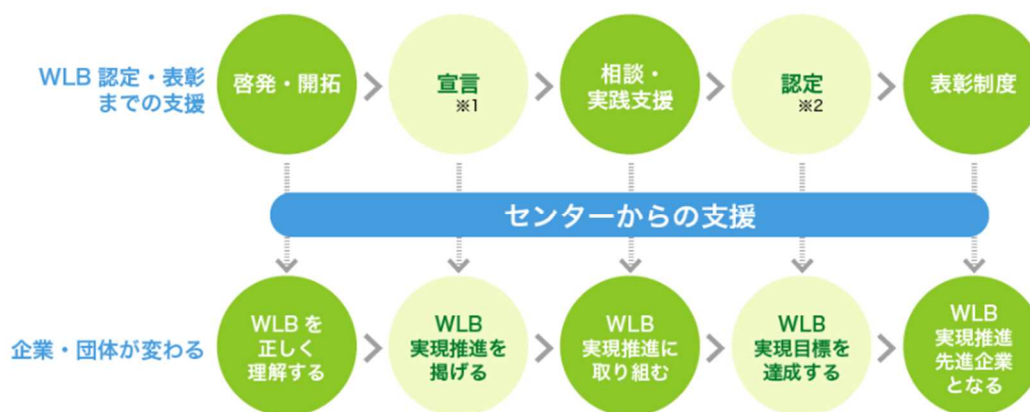 WLB 認定・表彰
までの支援
啓発・開拓
宣言
※1
相談・
実践支援
認定
※2
表彰制度
センターからの支援
企業・団体が変わる
WLB を
正しく
理解する
WLB
実現推進を
掲げる
WLB
実現推進に
取り組む
WLB
実現目標を
達成する
WLB
実現推進
先進企業
となる